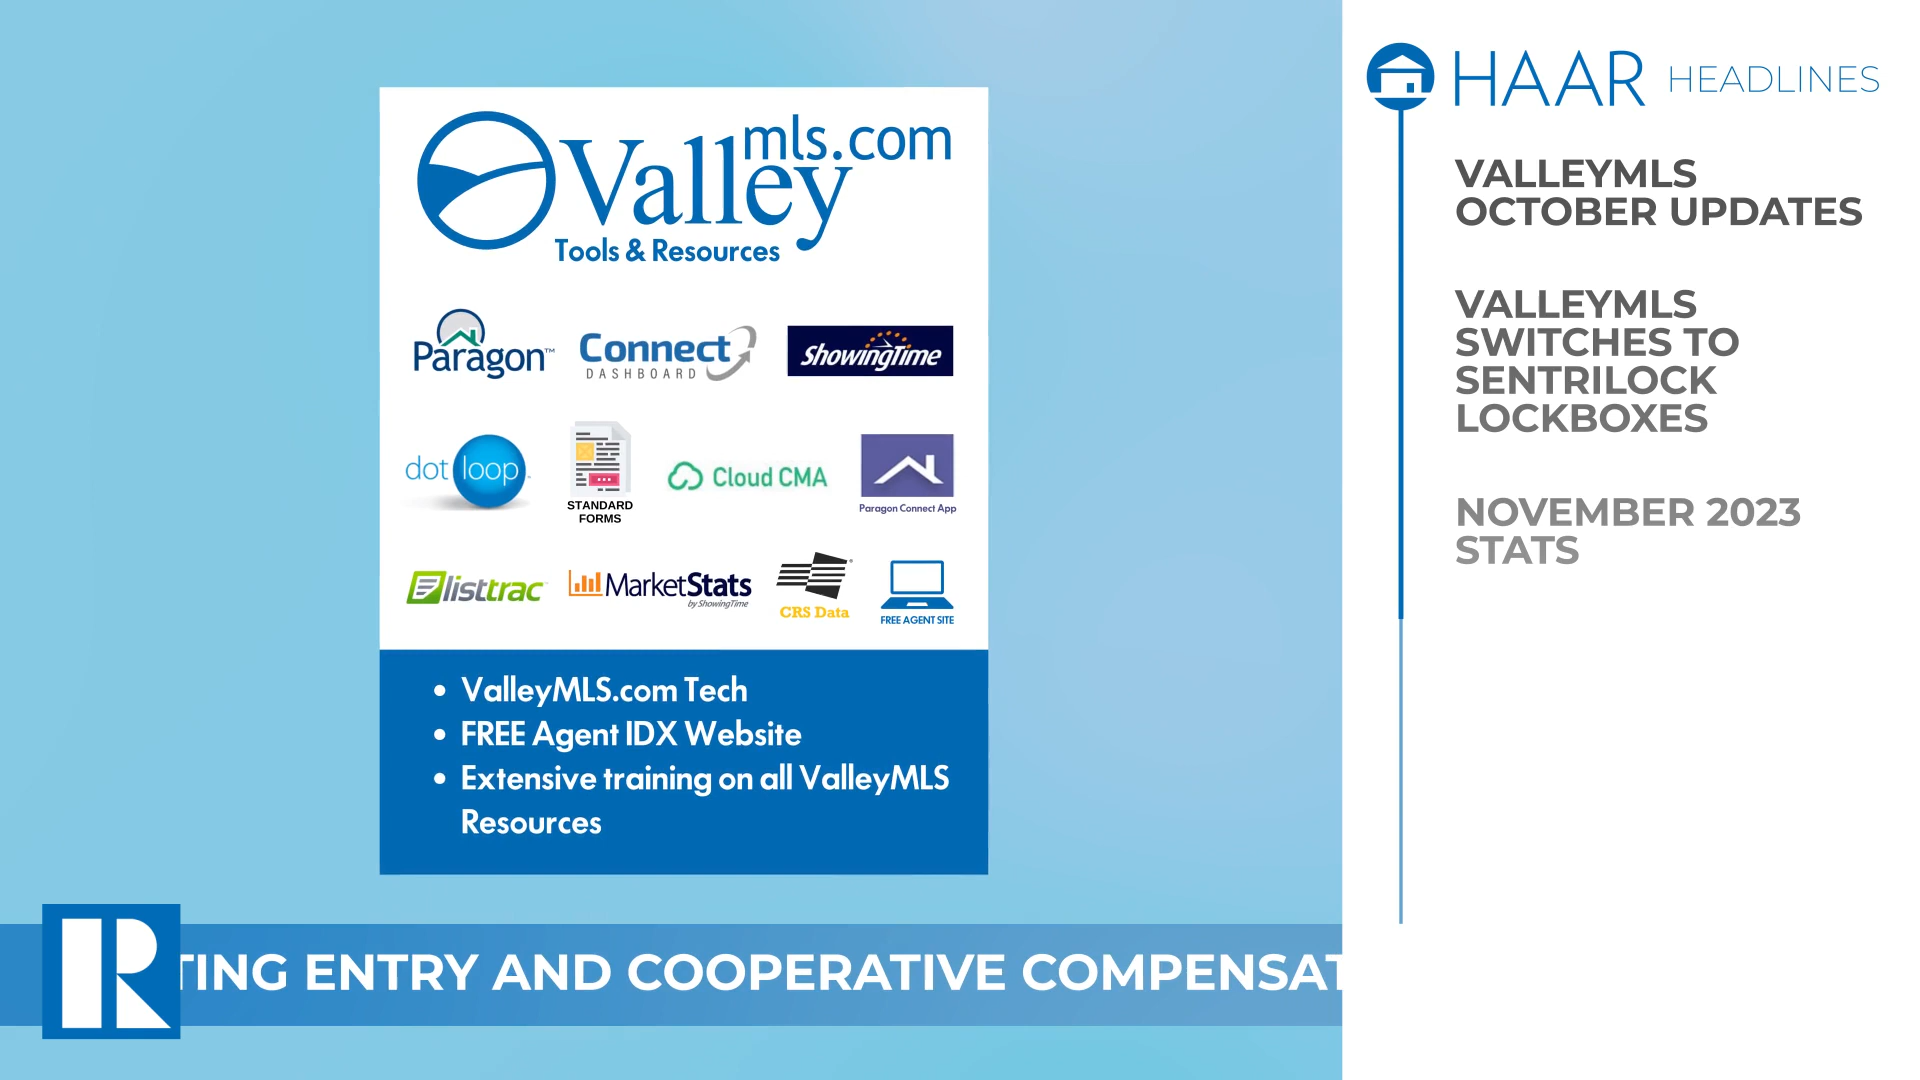 mls.com
Valley
Tools & Resources
Paragon™
Connect
DASHBOARD
ShowingTime
dot loop.
STANDARD
FORMS
Cloud CMA
Paragon Connect App
listtrac
MarketStats
by ShowingTime
CRS Data
FREE AGENT SITE
• ValleyMLS.com Tech
• FREE Agent IDX Website
• Extensive training on all ValleyMLS
Resources
R
TING ENTRY AND COOPERATIVE COMPENSAT
HAAR HEADLINES
VALLEYMLS
OCTOBER UPDATES
VALLEYMLS
SWITCHES TO
SENTRILOCK
LOCKBOXES
NOVEMBER 2023
STATS